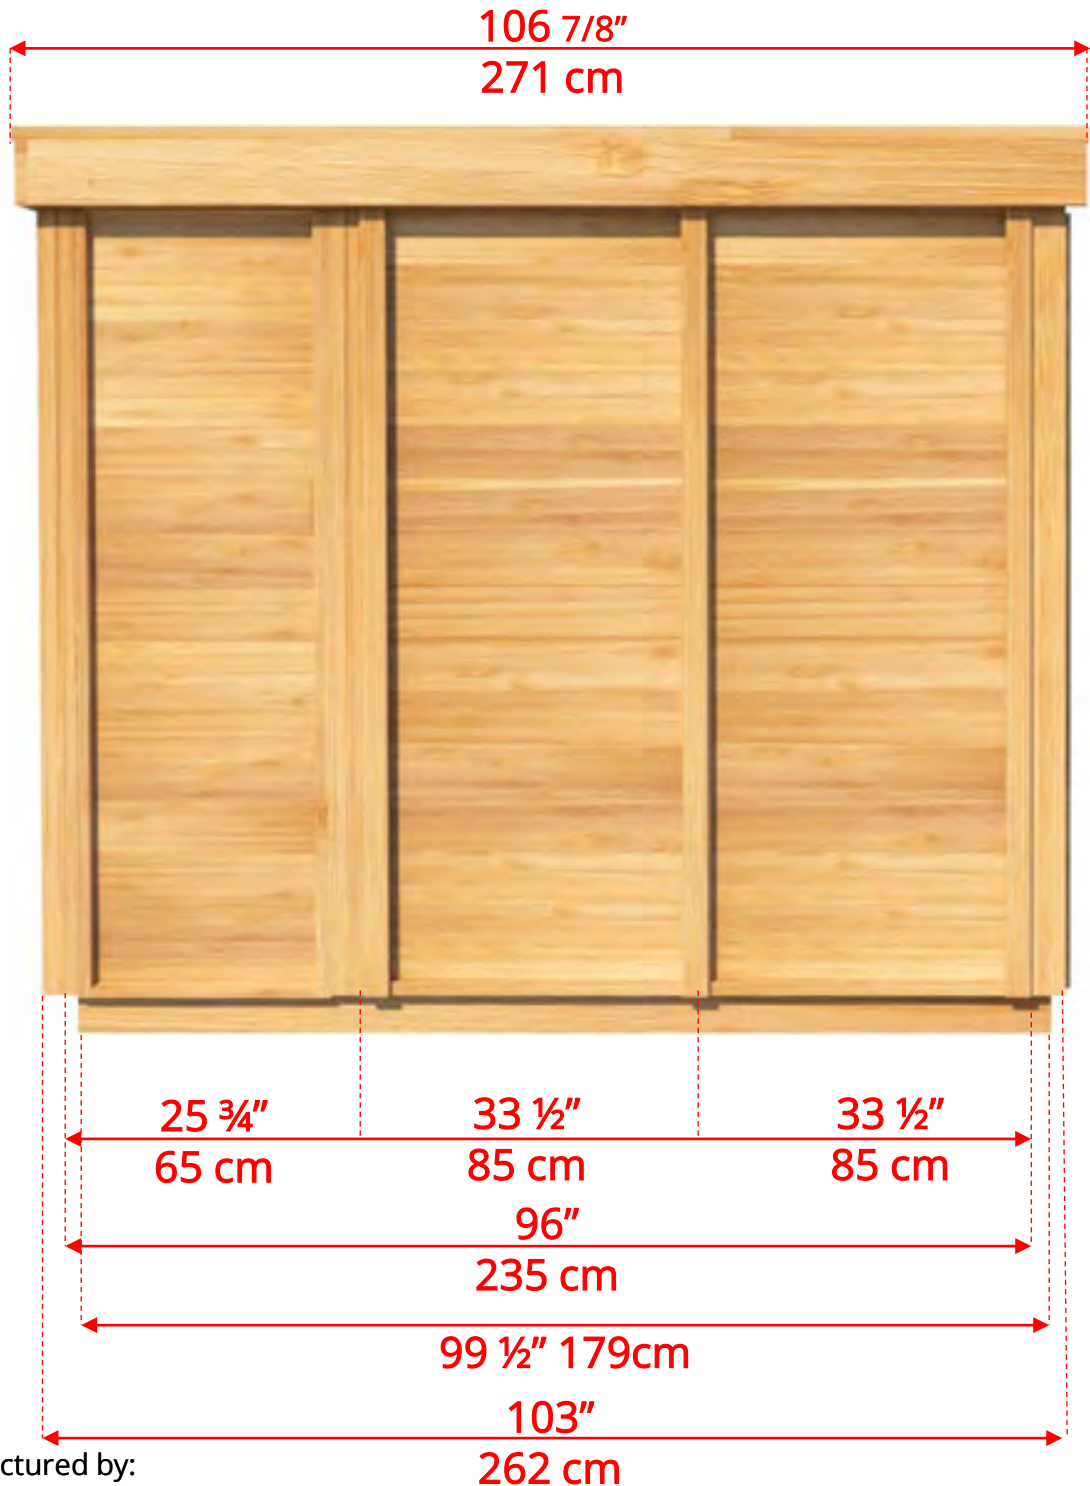 106 7/8”
271 cm
25 ¾” 33 ½” 33 ½”
65 cm 85 cm 85 cm
96”
235 cm
99 ½” 179cm
103”
262 cm
ctured by: